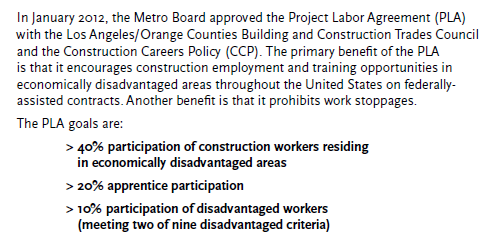 In January 2012, the Metro Board approved the Project Labor Agreement (PLA)
with the Los Angeles/Orange Counties Building and Construction Trades Council
and the Construction Careers Policy (CCP). The primary benefit of the PLA
is that it encourages construction employment and training opportunities in
economically disadvantaged areas throughout the United States on federally-
assisted contracts. Another benefit is that it prohibits work stoppages.
The PLA goals are:
> 40% participation of construction workers residing
in economically disadvantaged areas
> 20% apprentice participation
> 10% participation of disadvantaged workers
(meeting two of nine disadvantaged criteria)